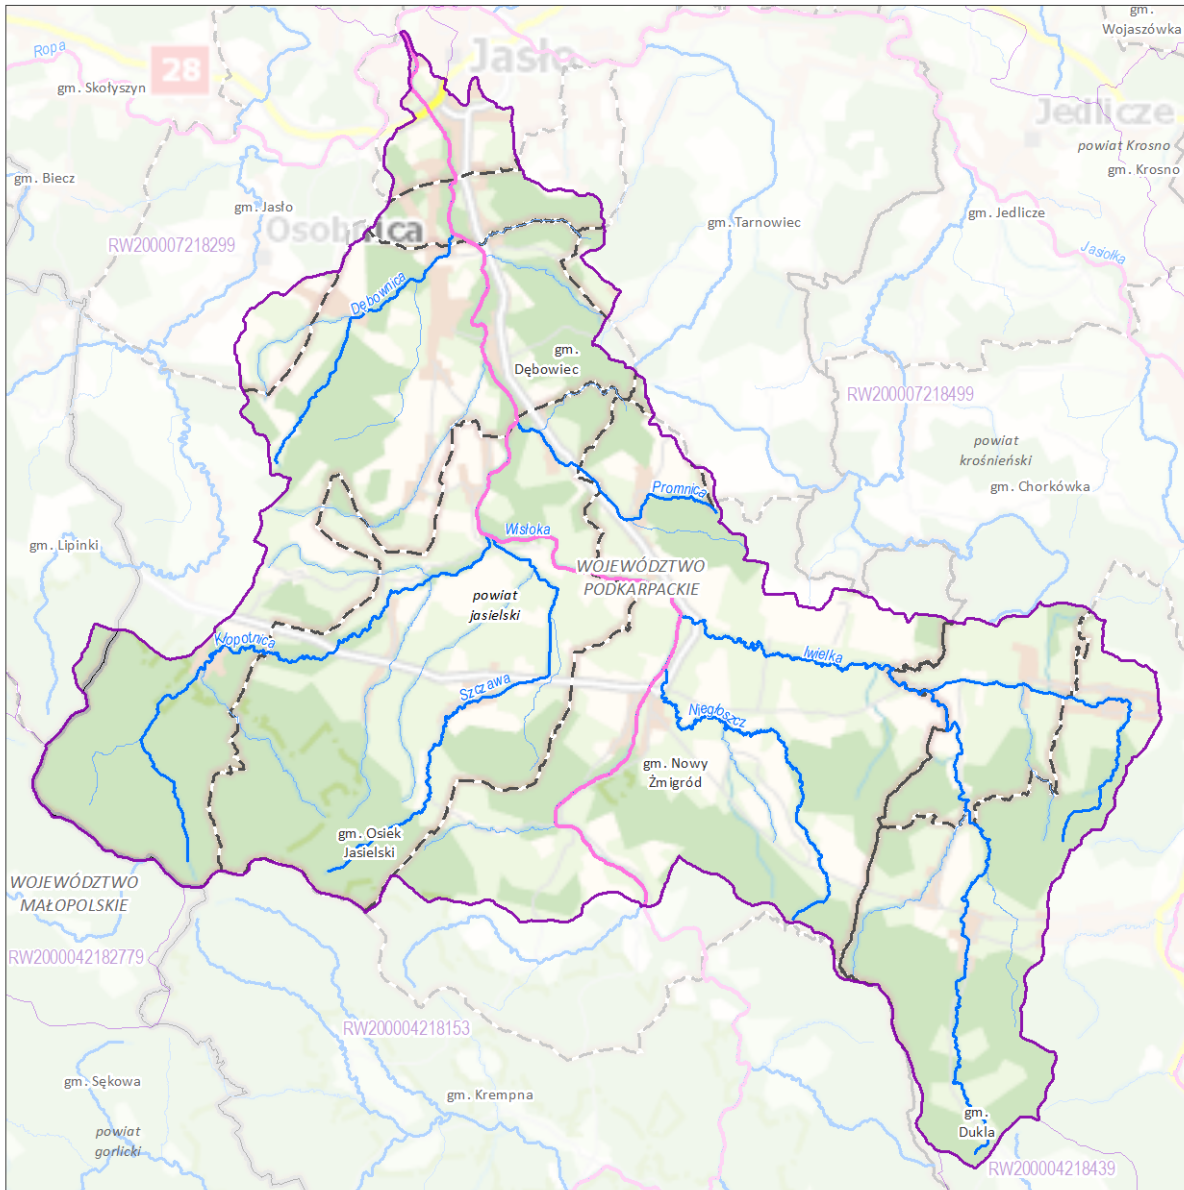 gm.
Wojaszówka
Ropa
Jasło
28
gm. Skołyszyn
Jedlicze
powiat Krosno
gm. Krosno
gm. Biecz
gm. Jasło
Osobnica
RW200007218299
gm. Tarnowiec
gm. Jedlicze
Jasiołka
Dębownica
gm.
Dębowiec
RW200007218499
powiat
krośnieński
gm. Chorkówka
Promnica
Wisłoka
gm. Lipinki
WOJEWÓDZTWO
PODKARPACKIE
powiat
jasielski
Kłopotnica
Iwielka
Szczawa
Niegłoszcz
gm. Nowy
Żmigród
gm. Osiek
Jasielski
WOJEWÓDZTWO
MAŁOPOLSKIE
RW2000042182779
RW200004218153
gm. Sękowa
gm. Krempna
powiat
gorlicki
gm.
Dukla
RW200004218439